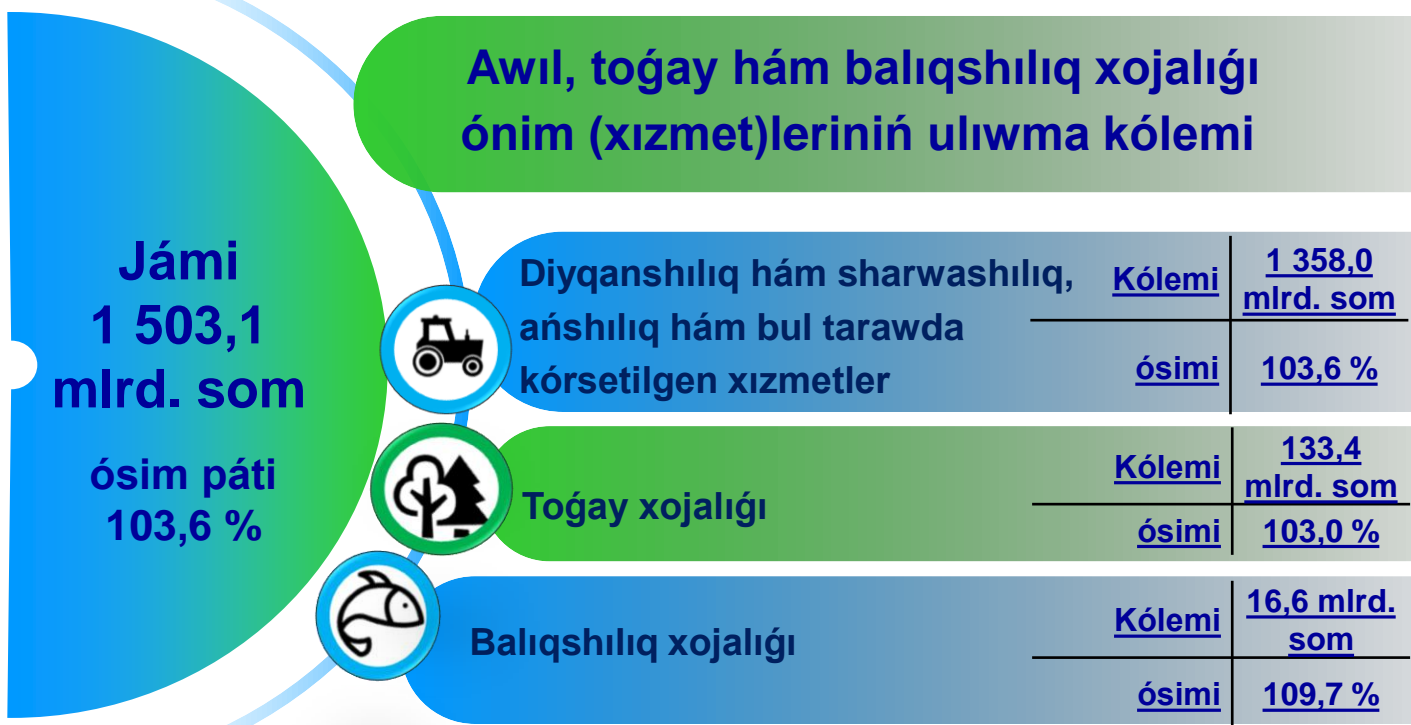 Awıl, toǵay hám balıqshılıq xojalıǵı
ónim (xızmet)leriniń ulıwma kólemi
Jámi
1 503,1
mlrd. som
ósim páti
103,6 %
Diyqanshılıq hám sharwashılıq,
ańshılıq hám bul tarawda
kórsetilgen xızmetler
Kólemi
1 358,0
mlrd. som
ósimi
103,6 %
Toǵay xojalıǵı
Kólemi
133,4
mlrd. som
ósimi
103,0 %
Balıqshılıq xojalıǵı
Kólemi
16,6 mlrd.
som
ósimi
109,7 %